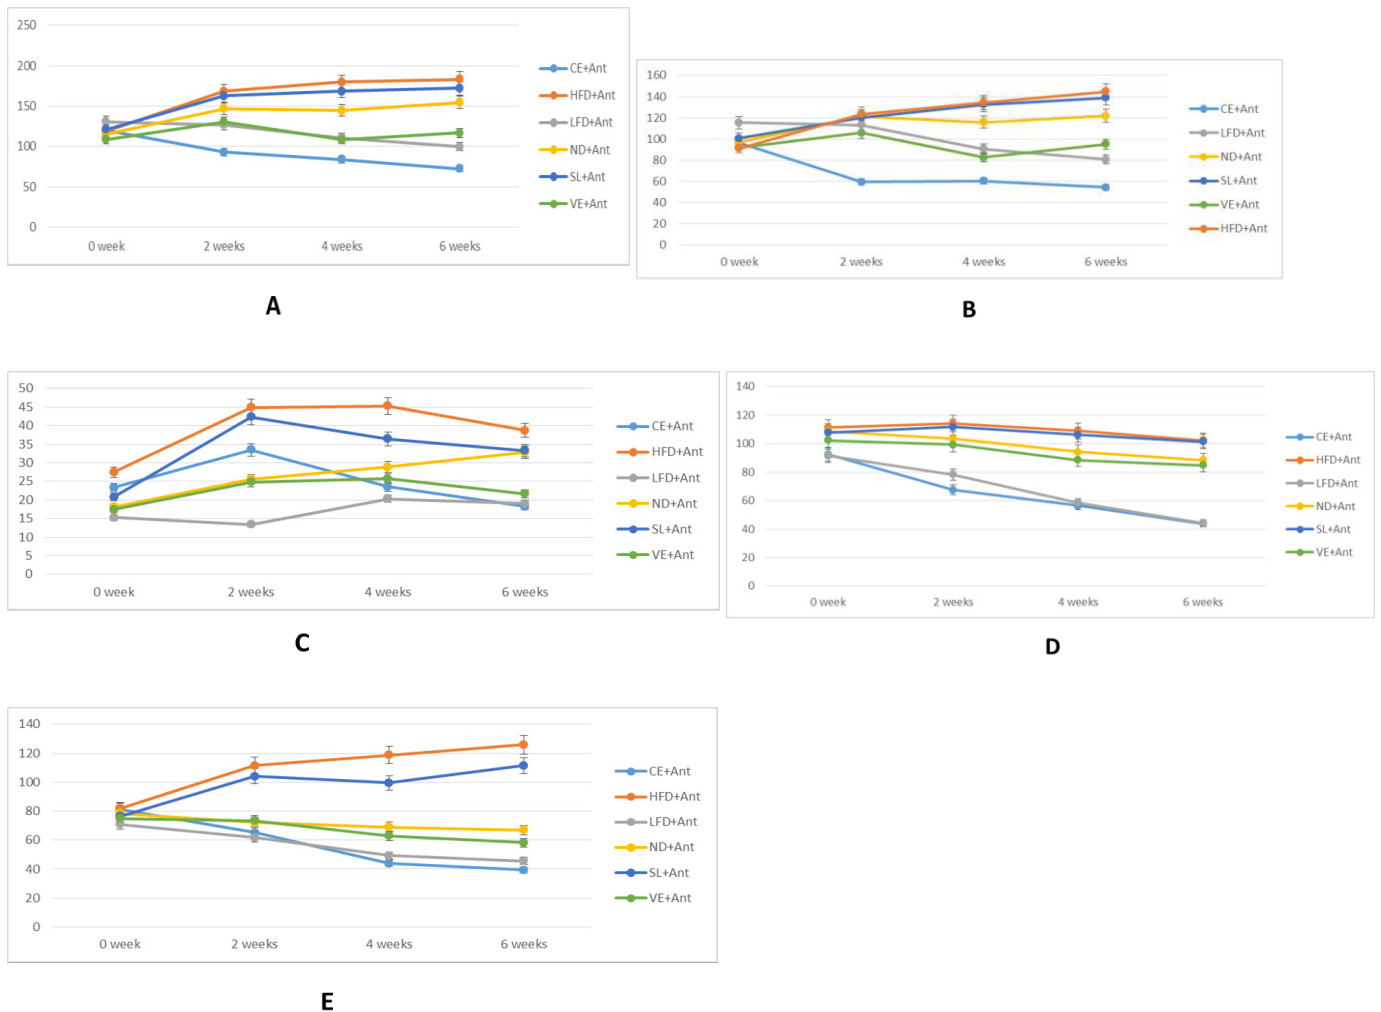 250
200
150
100
50
0
0 week 2 weeks 4 weeks 6 weeks
CE+Ant
HFD+Ant
LFD+Ant
ND+Ant
SL+Ant
VE+Ant
A
160
140
120
100
80
60
40
20
0
0 week 2 weeks 4 weeks 6 weeks
CE+Ant
LFD+Ant
ND+Ant
SL+Ant
VE+Ant
HFD+Ant
B
50
45
40
35
30
25
20
15
10
5
0
0 week 2 weeks 4 weeks 6 weeks
CE+Ant
HFD+Ant
LFD+Ant
ND+Ant
SL+Ant
VE+Ant
C
140
120
100
80
60
40
20
0
0 week 2 weeks 4 weeks 6 weeks
CE+Ant
HFD+Ant
LFD+Ant
ND+Ant
SL+Ant
VE+Ant
D
140
120
100
80
60
40
20
0
0 week 2 weeks 4 weeks 6 weeks
CE+Ant
HFD+Ant
LFD+Ant
ND+Ant
SL+Ant
VE+Ant
E